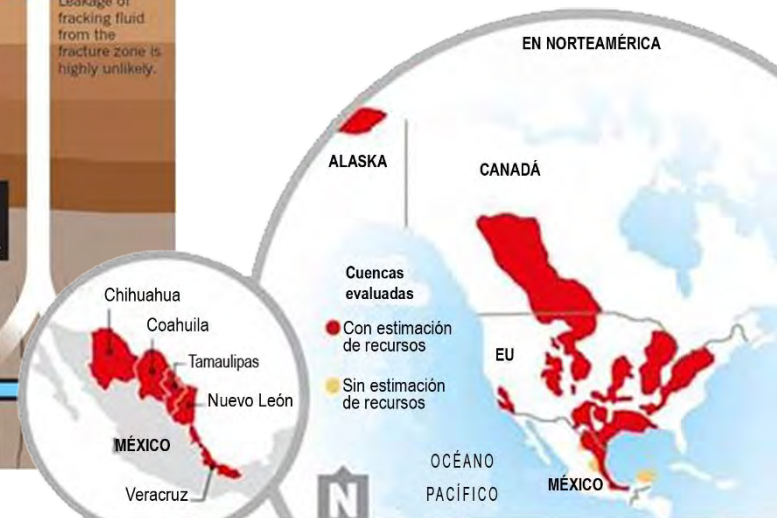 Leakage of
fracking fluid
from the
fracture zone is
highly unlikely.
EN NORTEAMÉRICA
ALASKA
CANADÁ
Cuencas
evaluadas
Con estimación
de recursos
Sin estimación
de recursos
EU
OCÉANO
PACÍFICO
MÉXICO
N
Chihuahua
Coahuila
Tamaulipas
Nuevo León
MÉXICO
Veracruz